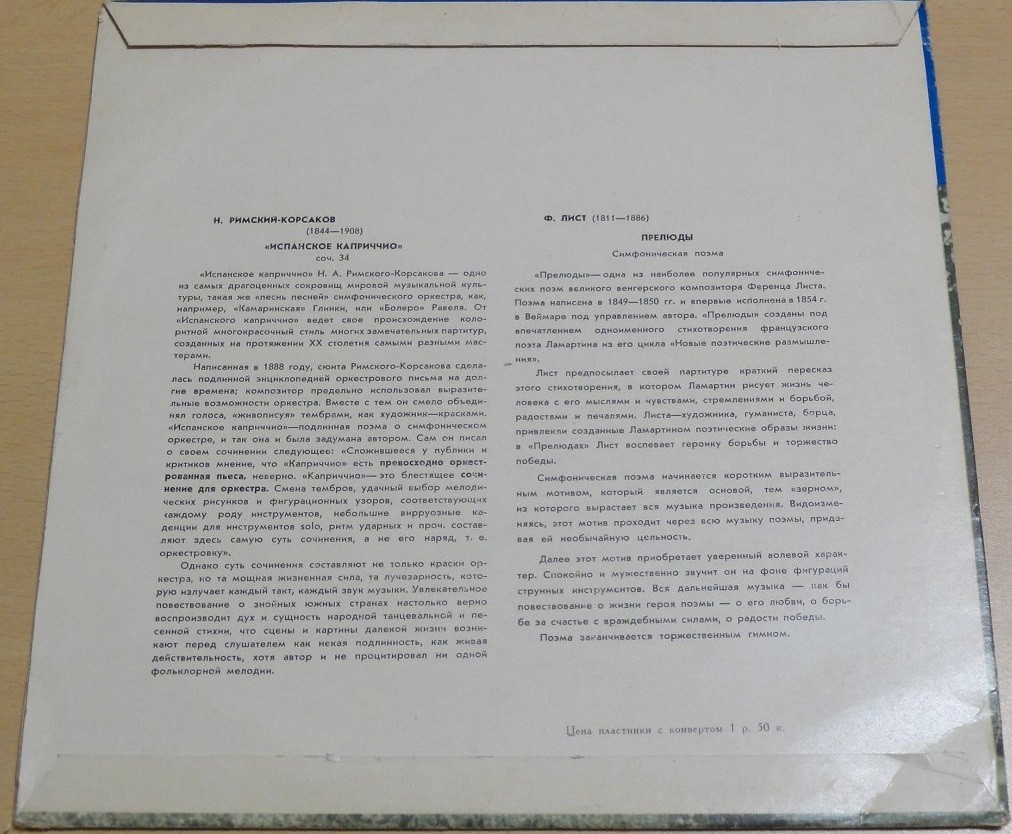 Н. РИМСКИЙ-КОРСАКОВ
(1844—1908)
«ИСПАНСКОЕ КАПРИЧЧИО»
соч. 34
«Испанское каприччио» Н. А. Римского-Корсакова — одно
из самых драгоценных сокровищ мировой музыкальной куль-
туры, такая же «песнь песней» симфонического оркестра, как,
например, «Камаринская» Глинки, или «Болеро» Равеля. От
«Испанского каприччио» ведет свое происхождение коло-
ритной многокрасочный стиль многих замечательных партитур,
созданных на протяжении XX столетия самыми разными мас-
терами.
Написанная в 1888 году, сюита Римского-Корсакова сдела-
лась подлинной энциклопедией оркестрового письма на дол-
гие времена; композитор предельно использовал выразите-
льные возможности оркестра. Вместе с тем он смело объеди-
нял голоса, «живописуя» тембрами, как художник—красками.
«Испанское каприччио»—подлинная поэма о симфоническом
оркестре, и так она и была задумана автором. Сам он писал
о своем сочинении следующее: «Сложившееся у публики и
критиков мнение, что «Каприччио» есть превосходно оркест-
рованная пьеса, неверно. «Каприччио»— это блестящее сочи-
нение для оркестра. Смена тембров, удачный выбор мелоди-
ческих рисунков и фигурационных узоров, соответствующих
каждому роду инструментов, небольшие вирруозные ка-
денции для инструментов solo, ритм ударных и проч. состав-
ляют здесь самую суть сочинения, а не его наряд, т. е.
оркестровку».
Однако суть сочинения составляют не только краски ор-
кестра, но та мощная жизненная сила, та лучезарность, кото-
рую излучает каждый такт, каждый звук музыки. Увлекательное
повествование о знойных южных странах настолько верно
воспроизводит дух и сущность народной танцевальной и пе-
сенной стихии, что сцены и картины далекой жизни возни-
кают перед слушателем как некая подлинность, как живая
действительность, хотя автор и не процитировал ни одной
фольклорной мелодии.
Ф. ЛИСТ (1811—1886)
ПРЕЛЮДЫ
Симфоническая поэма
«Прелюды»— одна из наиболее популярных симфониче-
ских поэм великого венгерского композитора Ференца Листа.
Поэма написана в 1849—1850 гг. и впервые исполнена в 1854 г.
в Веймаре под управлением автора. «Прелюды» созданы под
впечатлением одноименного стихотворения французского
поэта Ламартина из его цикла «Новые поэтические размышле-
ния».
Лист предпосылает своей партитуре краткий пересказ
этого стихотворения, в котором Ламартин рисует жизнь че-
ловека с его мыслями и чувствами, стремлениями и борьбой,
радостями и печалями. Листа—художника, гуманиста, борца,
привлекли созданные Ламартином поэтические образы жизни:
в «Прелюдах» Лист воспевает героику борьбы и торжество
победы.
Симфоническая поэма начинается коротким выразитель-
ным мотивом, который является основой, тем «зерном»,
из которого вырастает вся музыка произведения. Видоизме-
няясь, этот мотив проходит через всю музыку поэмы, прида-
вая ей необычайную цельность.
Далее этот мотив приобретает уверенный волевой харак-
тер. Спокойно и мужественно звучит он на фоне фигураций
струнных инструментов. Вся дальнейшая музыка — как бы
повествование о жизни героя поэмы — о его любви, о борь-
бе за счастье с враждебными силами, о радости победы.
Поэма заканчивается торжественным гимном.
Цена пластинки с конвертом 1 р. 50 к.